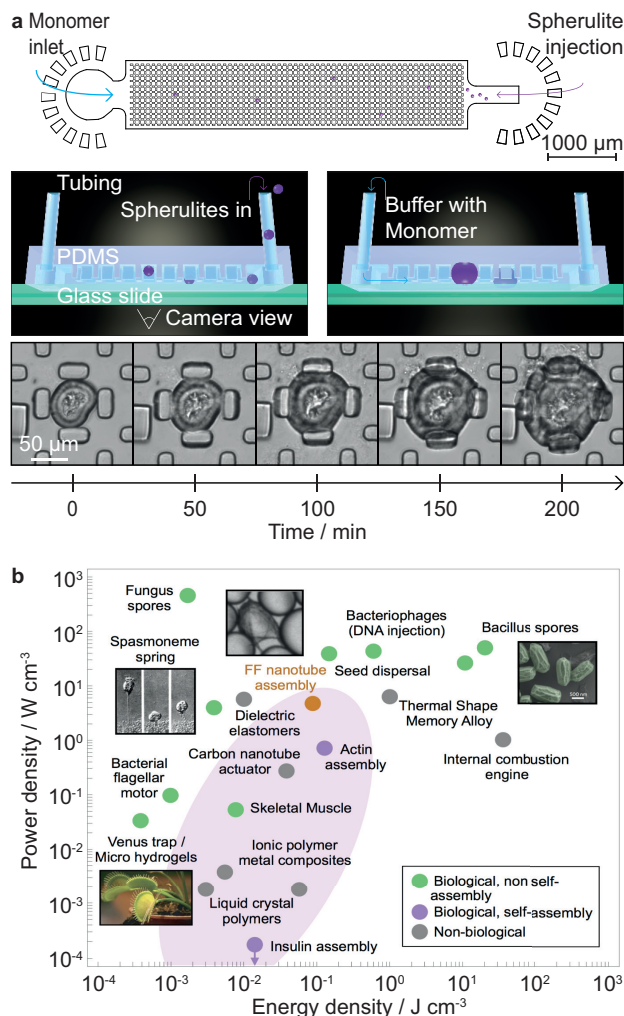 a
Monomer
inlet
Spherulite
injection
1000 μm
Tubing
Spherulites in
PDMS
Glass slide
Camera view
Buffer with
Monomer
50 μm
0 50 100 150 200
Time / min
b
Power density / W cm⁻³
10³
10²
10¹
10⁰
10⁻¹
10⁻²
10⁻³
10⁻⁴
Fungus
spores
Bacteriophages
(DNA injection)
Bacillus spores
Spasmoneme
spring
FF nanotube
assembly
Seed dispersal
500 nm
Dielectric
elastomers
Thermal Shape
Memory Alloy
Carbon nanotube
actuator
Actin
assembly
Internal combustion
engine
Bacterial
flagellar
motor
Skeletal Muscle
Venus trap /
Micro hydrogels
Ionic polymer
metal composites
Liquid crystal
polymers
Insulin assembly
Biological, non self-
assembly
Biological, self-assembly
Non-biological
10⁻⁴ 10⁻³ 10⁻² 10⁻¹ 10⁰ 10¹ 10² 10³
Energy density / J cm⁻³